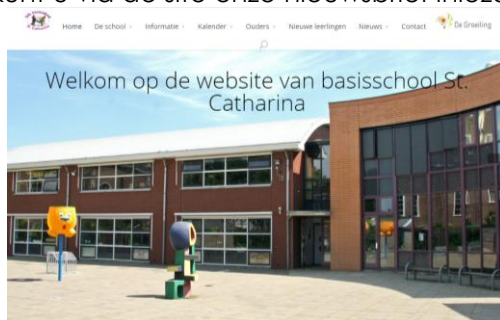 Home De school Informatie Kalender Ouders Nieuwe leerlingen Nieuws Contact De Groeiling
Welkom op de website van basisschool St.
Catharina